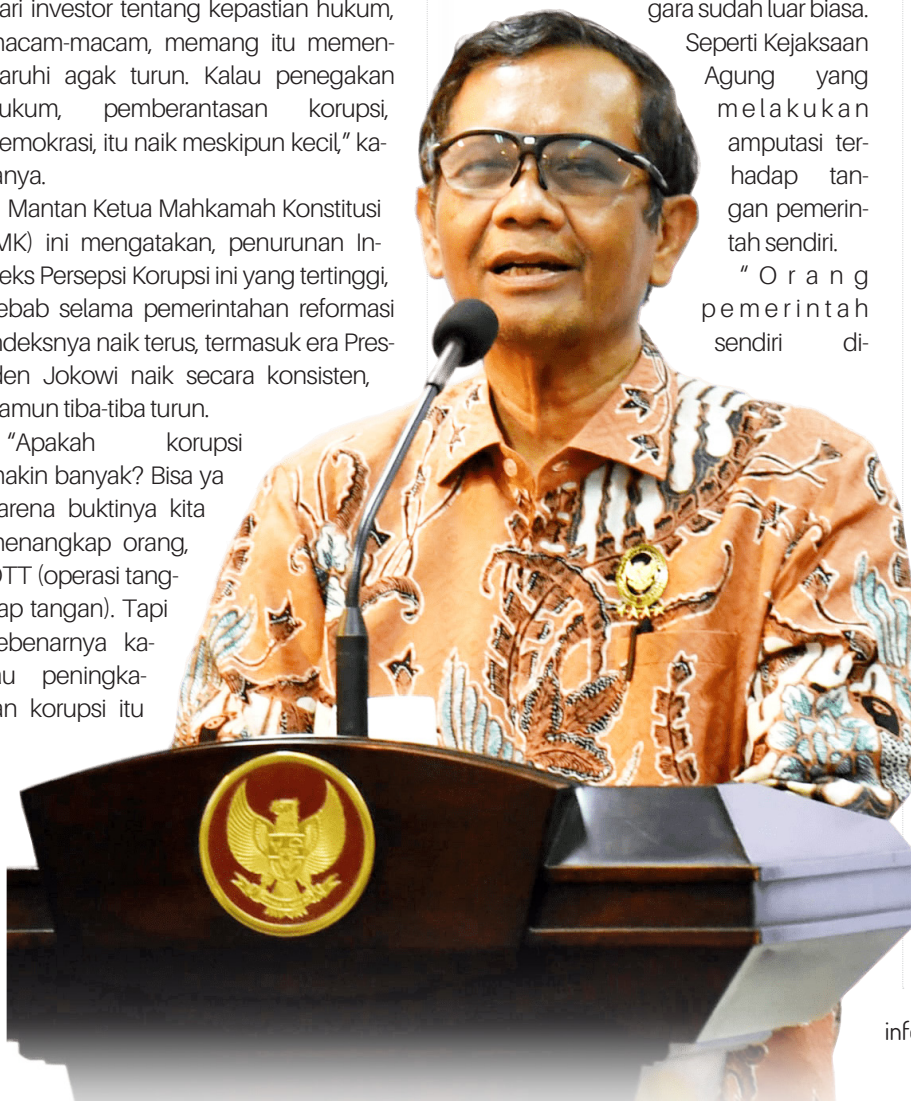 ari investor tentang kepastian hukum,
macam-macam, memang itu memen-
aruhi agak turun. Kalau penegakan
ukum, pemberantasan korupsi,
emokrasi, itu naik meskipun kecil,” ka-
anya.
Mantan Ketua Mahkamah Konstitusi
MK) ini mengatakan, penurunan In-
eks Persepsi Korupsi ini yang tertinggi,
ebab selama pemerintahan reformasi
ndeksnya naik terus, termasuk era Pres-
den Jokowi naik secara konsisten,
amun tiba-tiba turun.
“Apakah korupsi
makin banyak? Bisa ya
arena buktinya kita
menangkap orang,
OTT (operasi tang-
ap tangan). Tapi
ebenarnya ka-
au peningka-
an korupsi itu
gara sudah luar biasa.
Seperti Kejaksaan
Agung yang
melakukan
amputasi ter-
hadap tan-
gan pemerin-
tah sendiri.
“Orang
pemerintah
sendiri di-
info